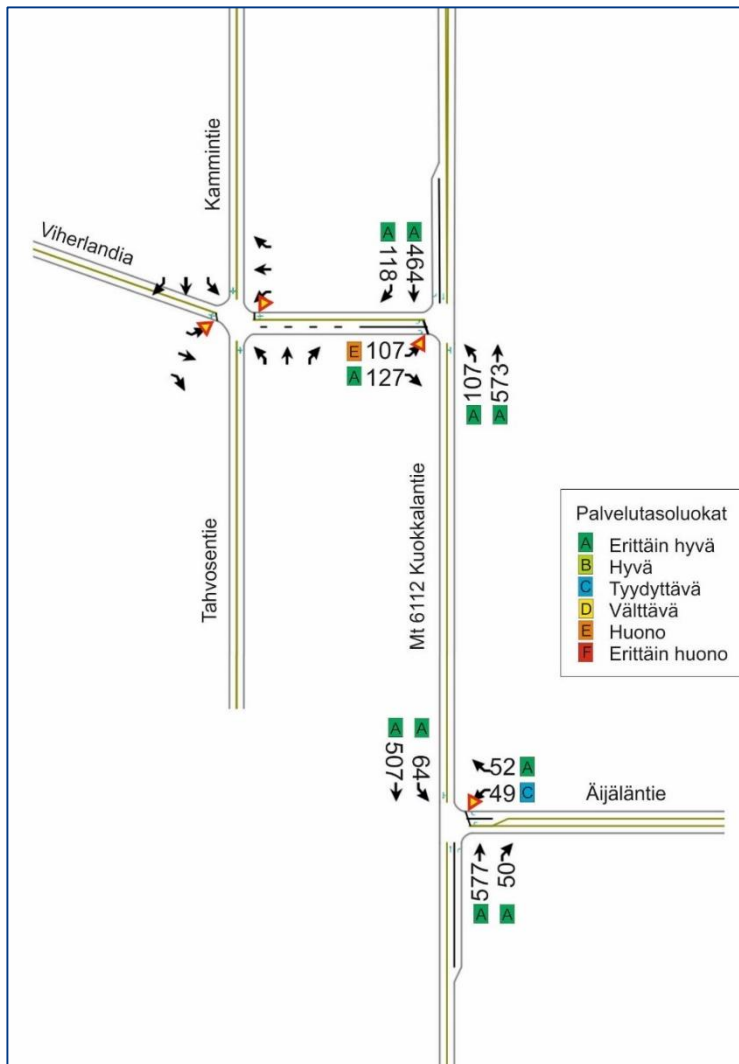 Kammintie
Viherlandia
A 118
A 464
E 107
A 127
107 A
573 A
Tahvosentie
Mt 6112 Kuokkalantie
Palvelutasoluokat
A Erittäin hyvä
B Hyvä
C Tyydyttävä
D Välttävä
E Huono
F Erittäin huono
A 507
A 64
52 A
49 C
Äijäläntie
577 A
50 A